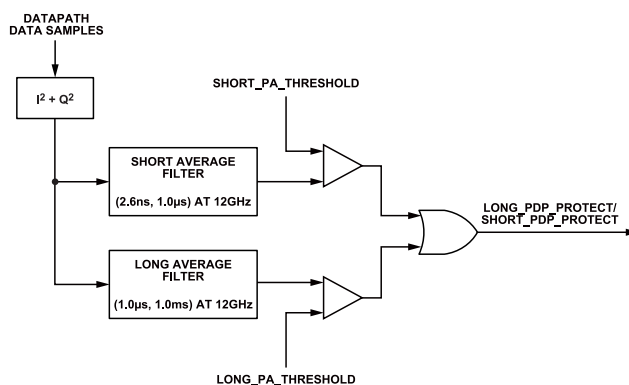 DATAPATH
DATA SAMPLES
I² + Q²
SHORT_PA_THRESHOLD
SHORT AVERAGE
FILTER
(2.6ns, 1.0µs) AT 12GHz
LONG_PDP_PROTECT/
SHORT_PDP_PROTECT
LONG AVERAGE
FILTER
(1.0µs, 1.0ms) AT 12GHz
LONG_PA_THRESHOLD